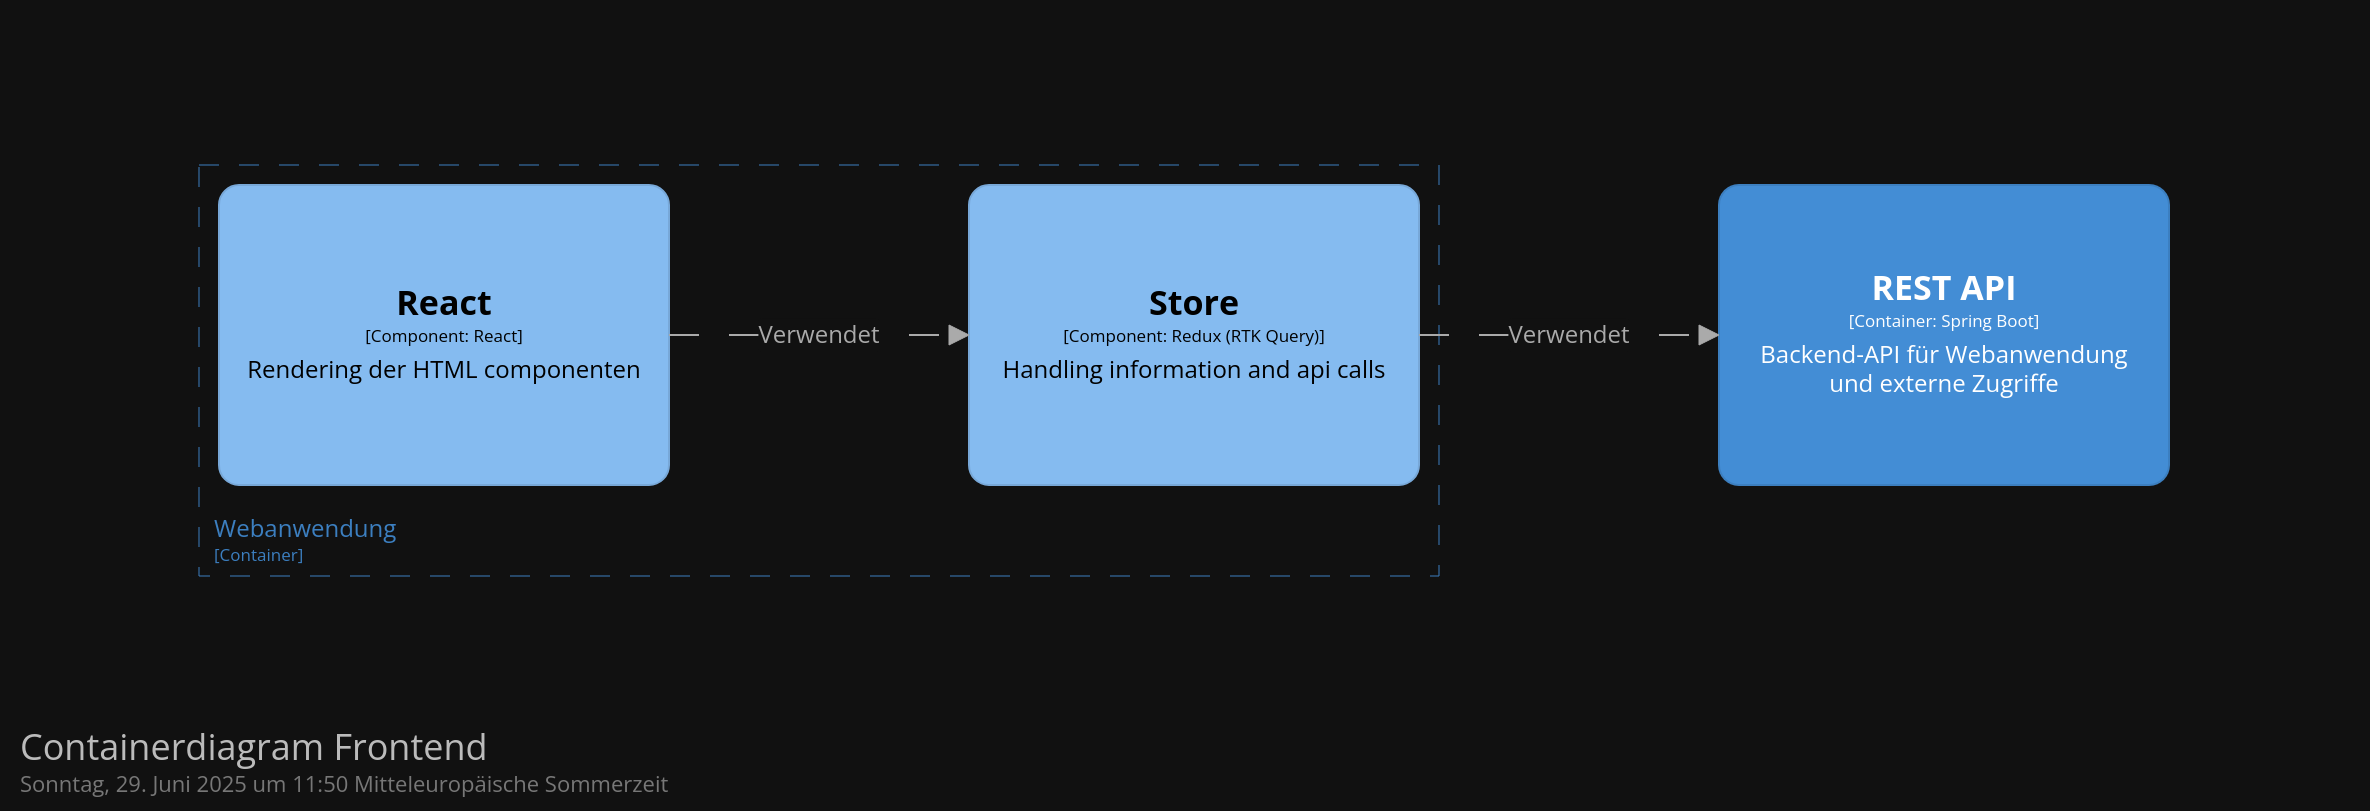 React
[Component: React]
Rendering der HTML componenten
Verwendet
Store
[Component: Redux (RTK Query)]
Handling information and api calls
Verwendet
REST API
[Container: Spring Boot]
Backend-API für Webanwendung
und externe Zugriffe
Webanwendung
[Container]
Containerdiagram Frontend
Sonntag, 29. Juni 2025 um 11:50 Mitteleuropäische Sommerzeit